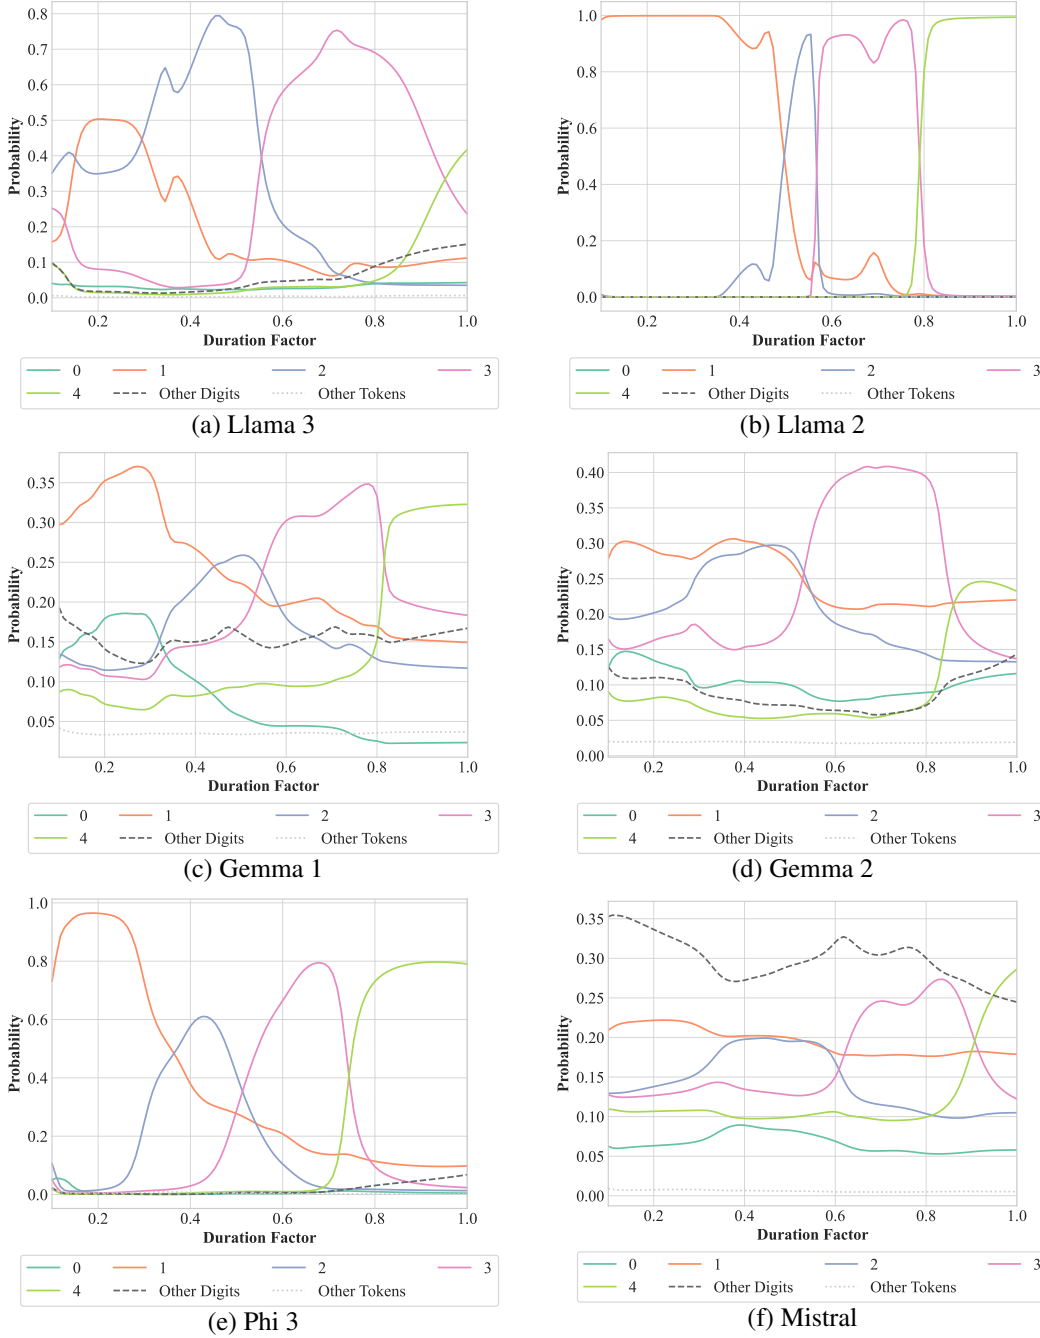 0.8
0.7
0.6
0.5
0.4
0.3
0.2
0.1
0.0
Probability
0.2 0.4 0.6 0.8 1.0
Duration Factor
0 1 2 3
4 Other Digits Other Tokens
(a) Llama 3
1.0
0.8
0.6
0.4
0.2
0.0
Probability
0.2 0.4 0.6 0.8 1.0
Duration Factor
0 1 2 3
4 Other Digits Other Tokens
(b) Llama 2
0.35
0.30
0.25
0.20
0.15
0.10
0.05
Probability
0.2 0.4 0.6 0.8 1.0
Duration Factor
0 1 2 3
4 Other Digits Other Tokens
(c) Gemma 1
0.40
0.35
0.30
0.25
0.20
0.15
0.10
0.05
0.00
Probability
0.2 0.4 0.6 0.8 1.0
Duration Factor
0 1 2 3
4 Other Digits Other Tokens
(d) Gemma 2
1.0
0.8
0.6
0.4
0.2
0.0
Probability
0.2 0.4 0.6 0.8 1.0
Duration Factor
0 1 2 3
4 Other Digits Other Tokens
(e) Phi 3
0.35
0.30
0.25
0.20
0.15
0.10
0.05
0.00
Probability
0.2 0.4 0.6 0.8 1.0
Duration Factor
0 1 2 3
4 Other Digits Other Tokens
(f) Mistral